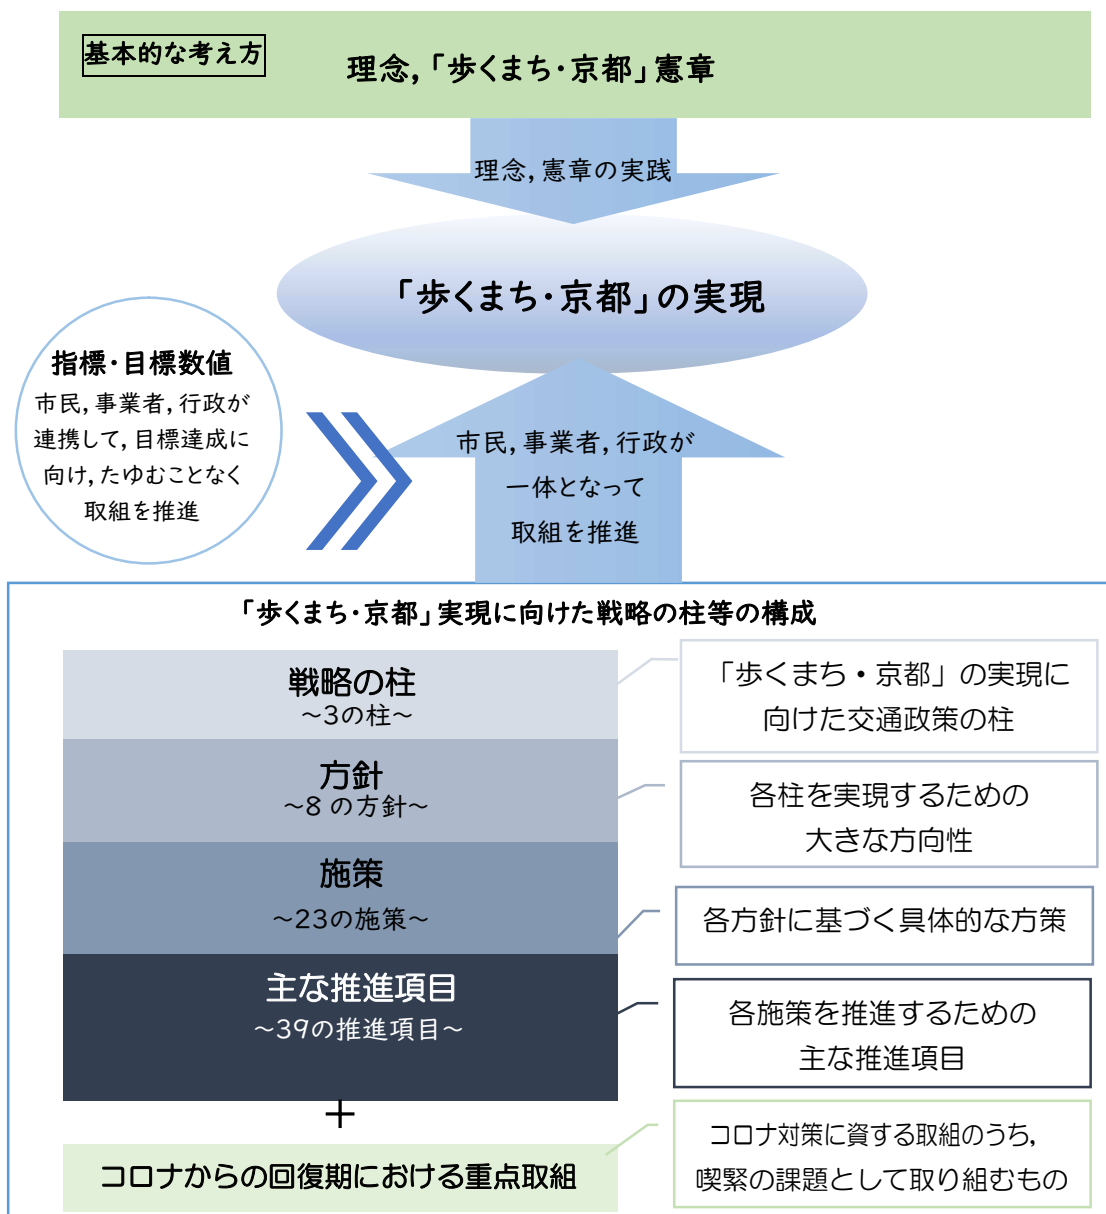 基本的な考え方
理念,「歩くまち・京都」憲章
理念,憲章の実践
「歩くまち・京都」の実現
指標・目標数値
市民,事業者,行政が
連携して,目標達成に
向け,たゆむことなく
取組を推進
市民,事業者,行政が
一体となって
取組を推進
「歩くまち・京都」実現に向けた戦略の柱等の構成
戦略の柱
～3の柱～
「歩くまち・京都」の実現に
向けた交通政策の柱
方針
～8の方針～
各柱を実現するための
大きな方向性
施策
～23の施策～
各方針に基づく具体的な方策
主な推進項目
～39の推進項目～
各施策を推進するための
主な推進項目
＋
コロナからの回復期における重点取組
コロナ対策に資する取組のうち,
喫緊の課題として取り組むもの